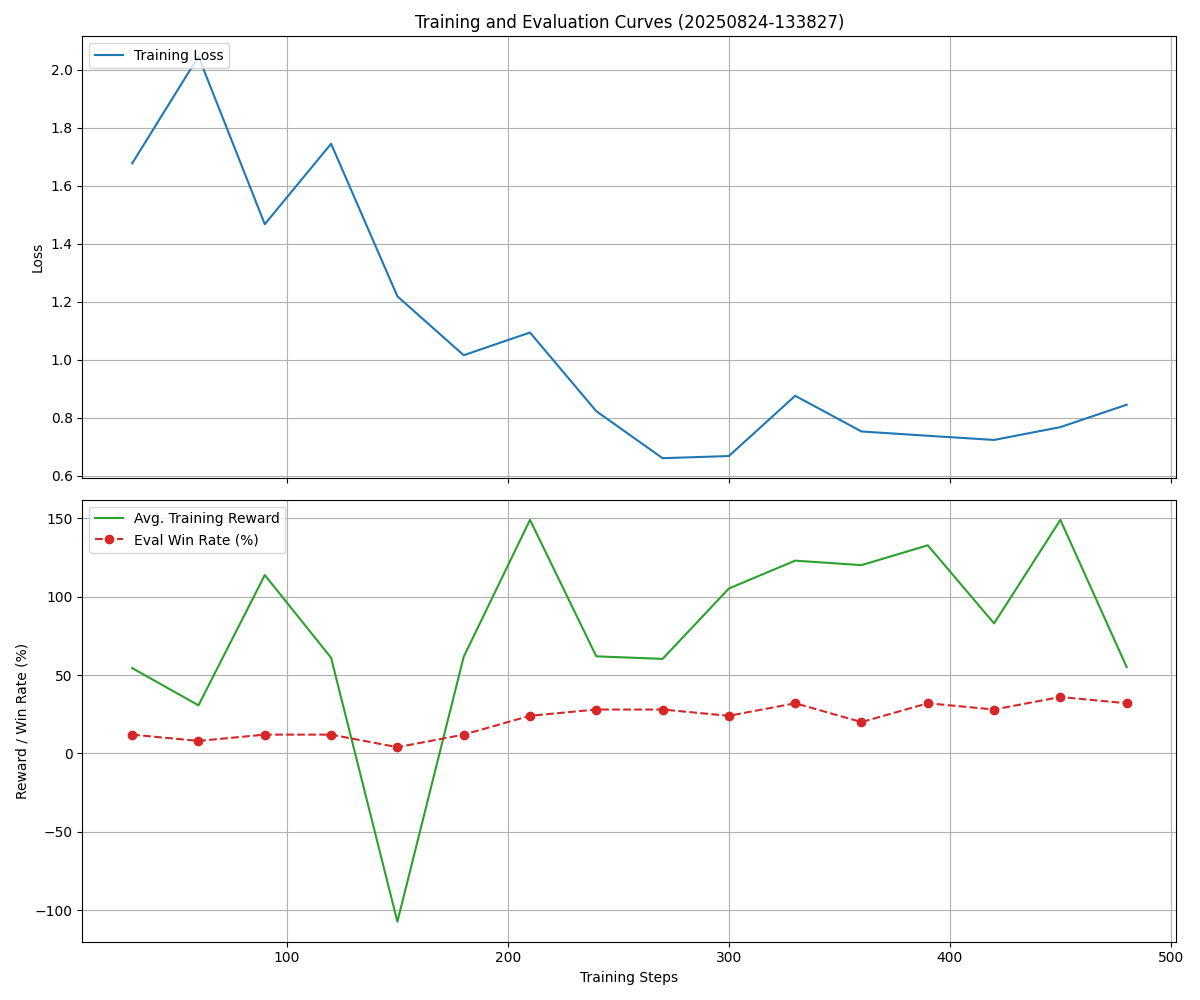 Training and Evaluation Curves (20250824-133827)
Training Loss
2.0
1.8
1.6
1.4
1.2
1.0
0.8
0.6
Loss
Avg. Training Reward
Eval Win Rate (%)
150
100
50
0
−50
−100
Reward / Win Rate (%)
100
200
300
400
500
Training Steps